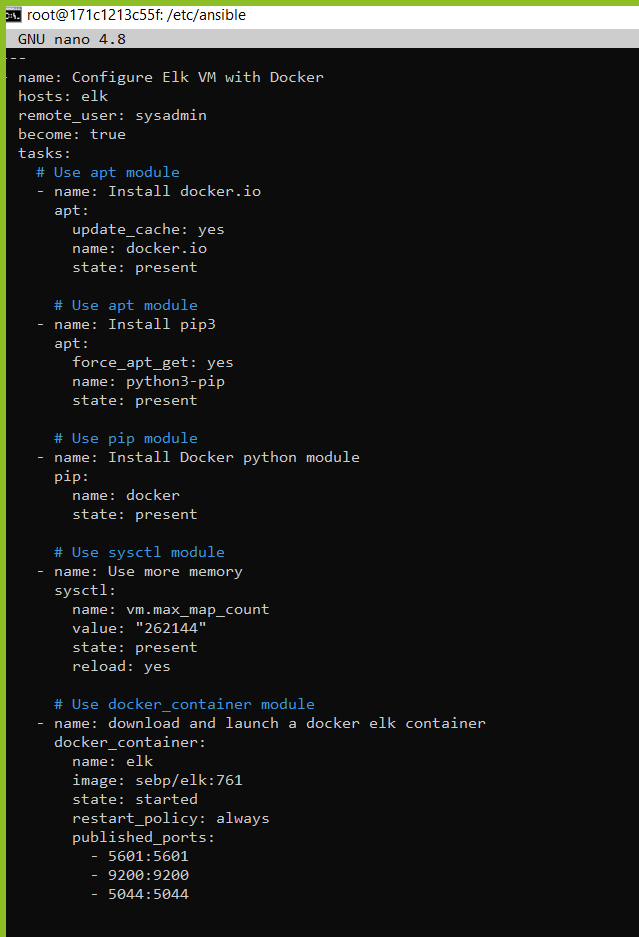 root@171c1213c55f: /etc/ansible
GNU nano 4.8
---
- name: Configure Elk VM with Docker
  hosts: elk
  remote_user: sysadmin
  become: true
  tasks:
    # Use apt module
    - name: Install docker.io
      apt:
        update_cache: yes
        name: docker.io
        state: present

      # Use apt module
    - name: Install pip3
      apt:
        force_apt_get: yes
        name: python3-pip
        state: present

      # Use pip module
    - name: Install Docker python module
      pip:
        name: docker
        state: present

      # Use sysctl module
    - name: Use more memory
      sysctl:
        name: vm.max_map_count
        value: "262144"
        state: present
        reload: yes

      # Use docker_container module
    - name: download and launch a docker elk container
      docker_container:
        name: elk
        image: sebp/elk:761
        state: started
        restart_policy: always
        published_ports:
          - 5601:5601
          - 9200:9200
          - 5044:5044